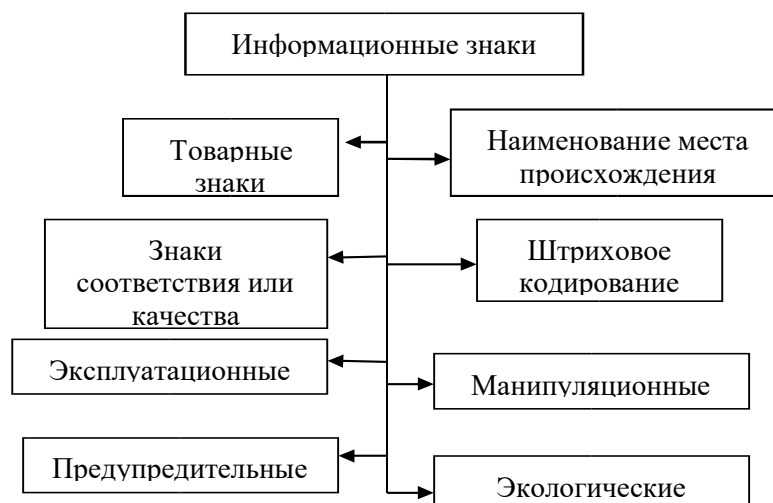 Информационные знаки
Товарные
знаки
Наименование места
происхождения
Знаки
соответствия или
качества
Штриховое
кодирование
Эксплуатационные
Манипуляционные
Предупредительные
Экологические